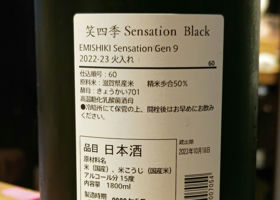 笑四季 Sensation Black
EMISHIKI Sensation Gen 9
2022-23 火入れ
60
仕込順号：60
原料米：滋賀県産米　精米歩合50%
酵母：きょうかい701
高温糖化乳酸菌酒母
●冷暗所にて保管の上、開栓後はお早めにお飲み
ください。
品目 日本酒
蔵出期
2023年10月18日
原材料名
米（国産）、米こうじ（国産米）
アルコール分 15度
内容量 1800ml